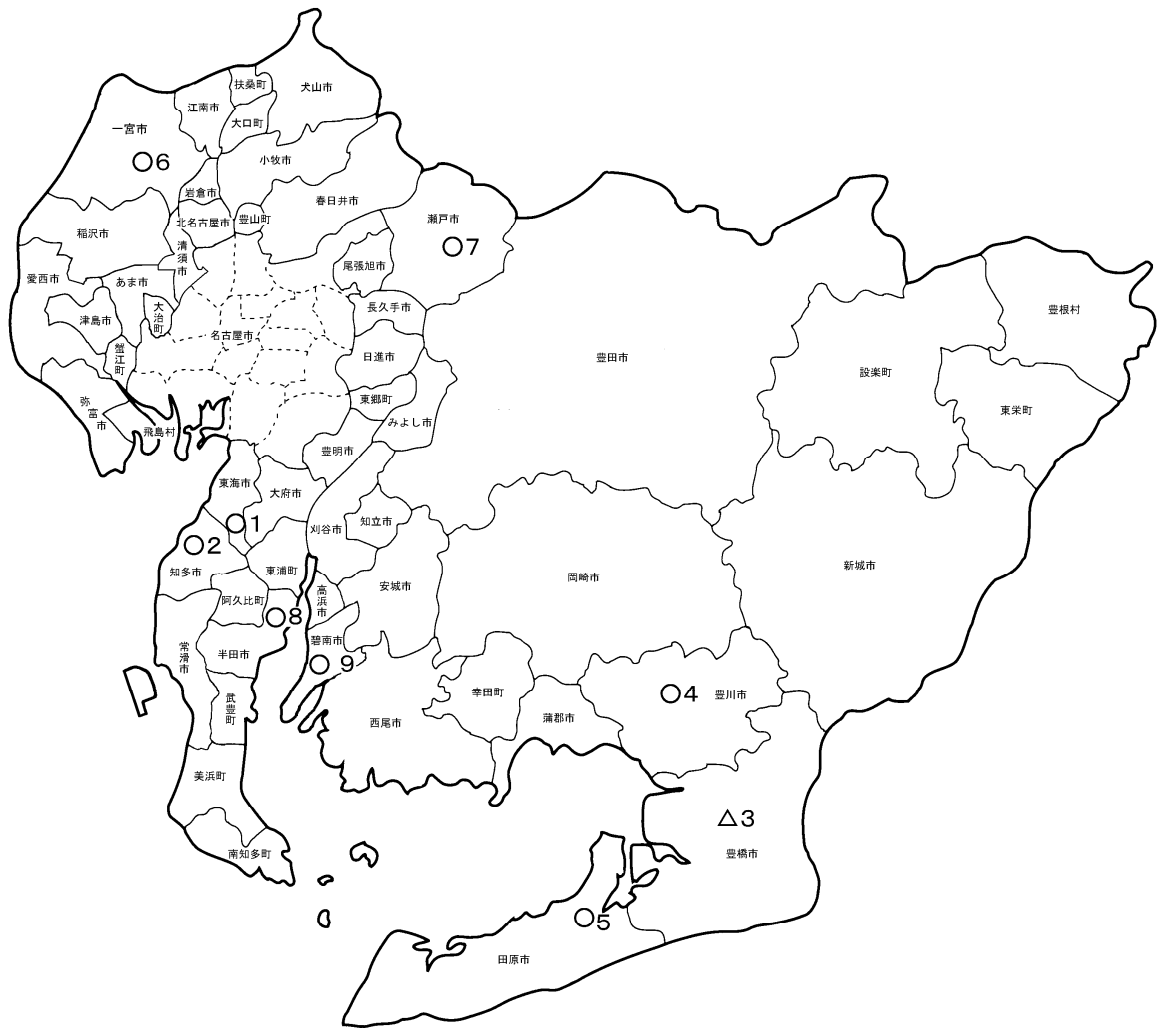 扶桑町
犬山市
江南市
大口町
一宮市
○6
小牧市
岩倉市
春日井市
北名古屋市
豊山町
瀬戸市
○7
稲沢市
清須市
尾張旭市
愛西市
あま市
大治町
津島市
長久手市
豊根村
名古屋市
蟹江町
日進市
豊田市
設楽町
弥富市
東郷町
東栄町
飛島村
みよし市
豊明市
東海市
大府市
○1
刈谷市
知立市
○2
知多市
東浦町
岡崎市
新城市
安城市
阿久比町
高浜市
○8
碧南市
○9
常滑市
半田市
武豊町
幸田町
○4
豊川市
西尾市
蒲郡市
美浜町
△3
南知多町
豊橋市
○5
田原市